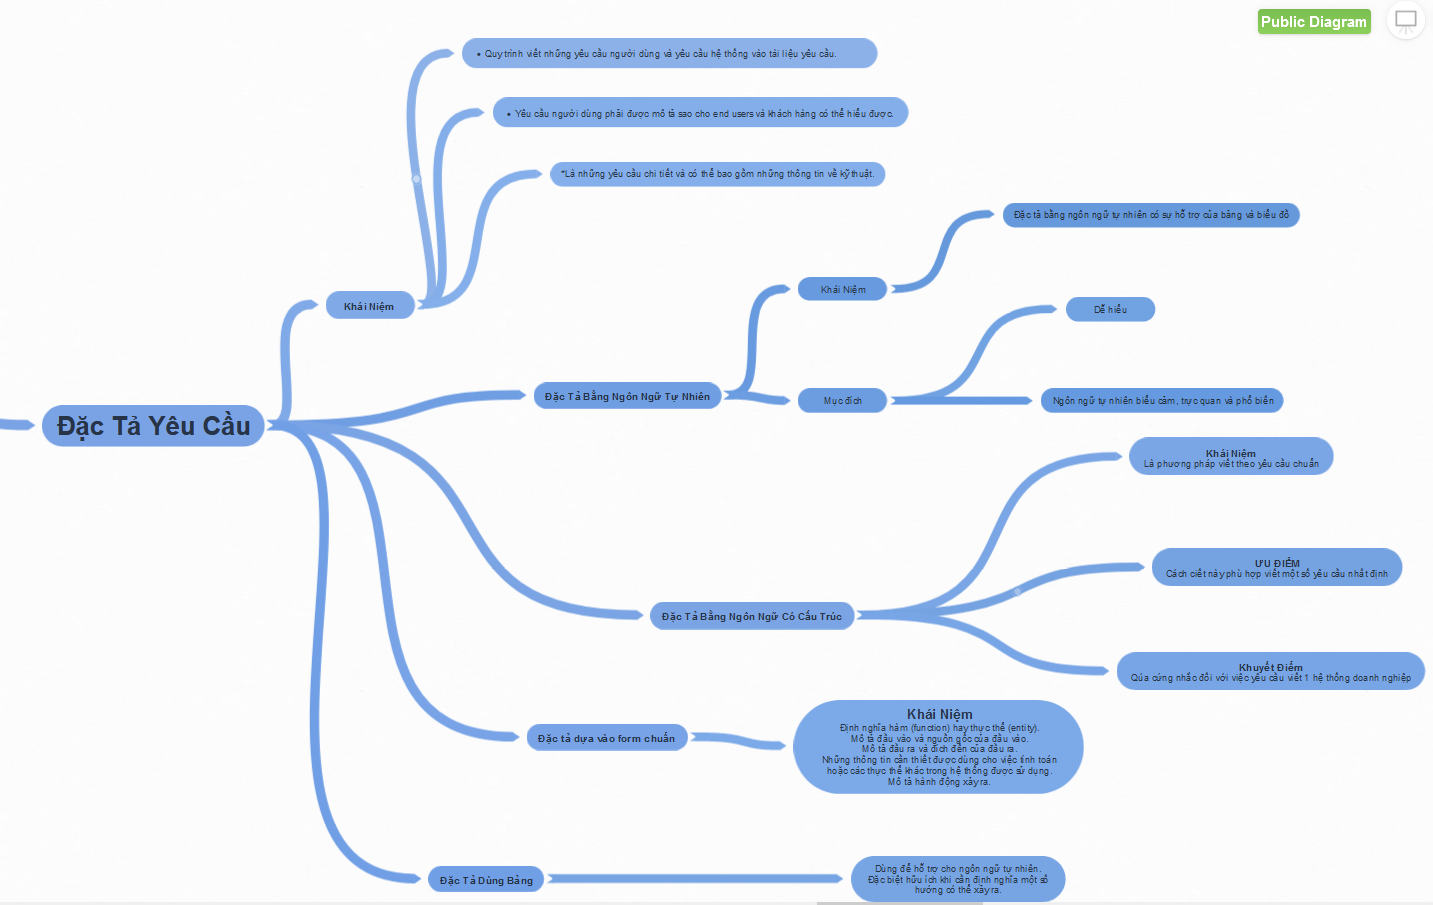 Public Diagram
• Quy trình viết những yêu cầu người dùng và yêu cầu hệ thống vào tài liệu yêu cầu.
• Yêu cầu người dùng phải được mô tả sao cho end users và khách hàng có thể hiểu được.
*Là những yêu cầu chi tiết và có thể bao gồm những thông tin về kỹ thuật.
Đặc tả bằng ngôn ngữ tự nhiên có sự hỗ trợ của bảng và biểu đồ
Khái Niệm
Khái Niệm
Dễ hiểu
Đặc Tả Bằng Ngôn Ngữ Tự Nhiên
Mục đích
Ngôn ngữ tự nhiên biểu cảm, trực quan và phổ biến
Đặc Tả Yêu Cầu
Khái Niệm
Là phương pháp viết theo yêu cầu chuẩn
ƯU ĐIỂM
Cách ciết này phù hợp viết một số yêu cầu nhất định
Đặc Tả Bằng Ngôn Ngữ Có Cấu Trúc
Khuyết Điểm
Qúa cứng nhắc đối với việc yêu cầu viết 1 hệ thống doanh nghiệp
Đặc tả dựa vào form chuẩn
Khái Niệm
Định nghĩa hàm (function) hay thực thể (entity).
Mô tả đầu vào và nguồn gốc của đầu vào.
Mô tả đầu ra và đích đến của đầu ra.
Những thông tin cần thiết được dùng cho việc tính toán
hoặc các thực thể khác trong hệ thống được sử dụng.
Mô tả hành động xảy ra.
Đặc Tả Dùng Bảng
Dùng để hỗ trợ cho ngôn ngữ tự nhiên.
Đặc biệt hữu ích khi cần định nghĩa một số
hướng có thể xảy ra.